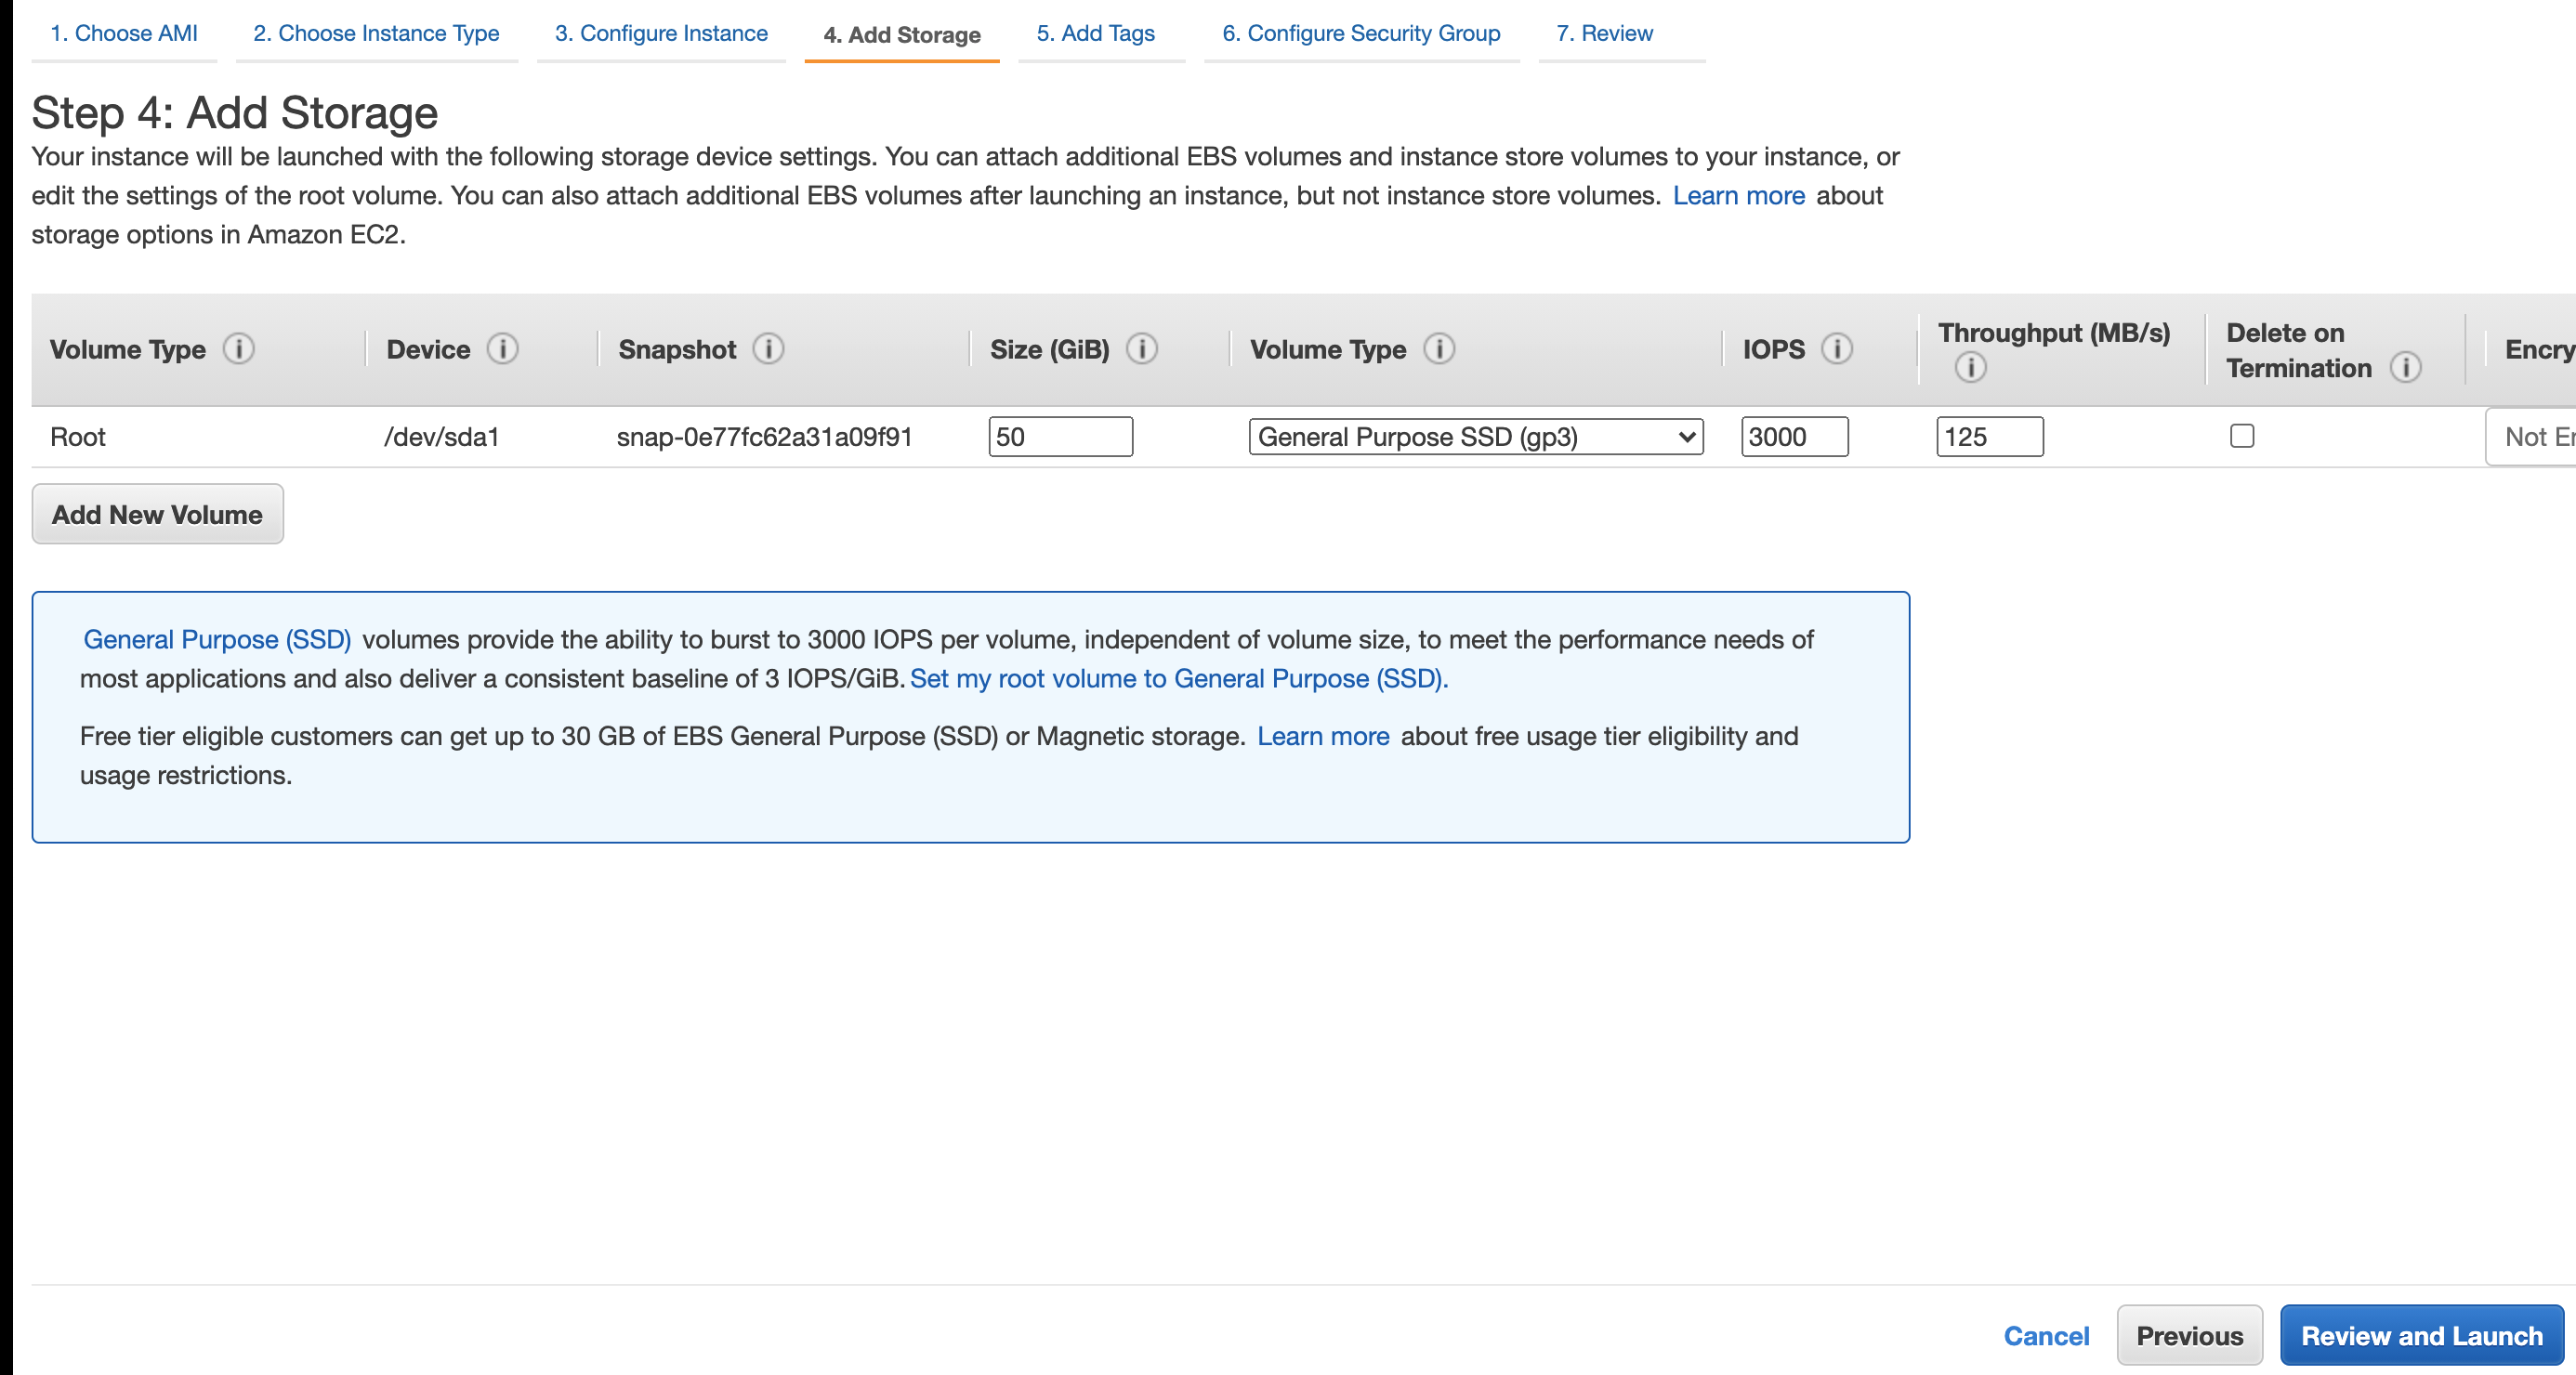 1. Choose AMI 2. Choose Instance Type 3. Configure Instance 4. Add Storage 5. Add Tags 6. Configure Security Group 7. Review
Step 4: Add Storage
Your instance will be launched with the following storage device settings. You can attach additional EBS volumes and instance store volumes to your instance, or
edit the settings of the root volume. You can also attach additional EBS volumes after launching an instance, but not instance store volumes. Learn more about
storage options in Amazon EC2.
Volume Type Device Snapshot Size (GiB) Volume Type IOPS Throughput (MB/s) Delete on Termination Encry
Root /dev/sda1 snap-0e77fc62a31a09f91 50 General Purpose SSD (gp3) 3000 125 Not Er
Add New Volume
General Purpose (SSD) volumes provide the ability to burst to 3000 IOPS per volume, independent of volume size, to meet the performance needs of
most applications and also deliver a consistent baseline of 3 IOPS/GiB. Set my root volume to General Purpose (SSD).
Free tier eligible customers can get up to 30 GB of EBS General Purpose (SSD) or Magnetic storage. Learn more about free usage tier eligibility and
usage restrictions.
Cancel Previous Review and Launch